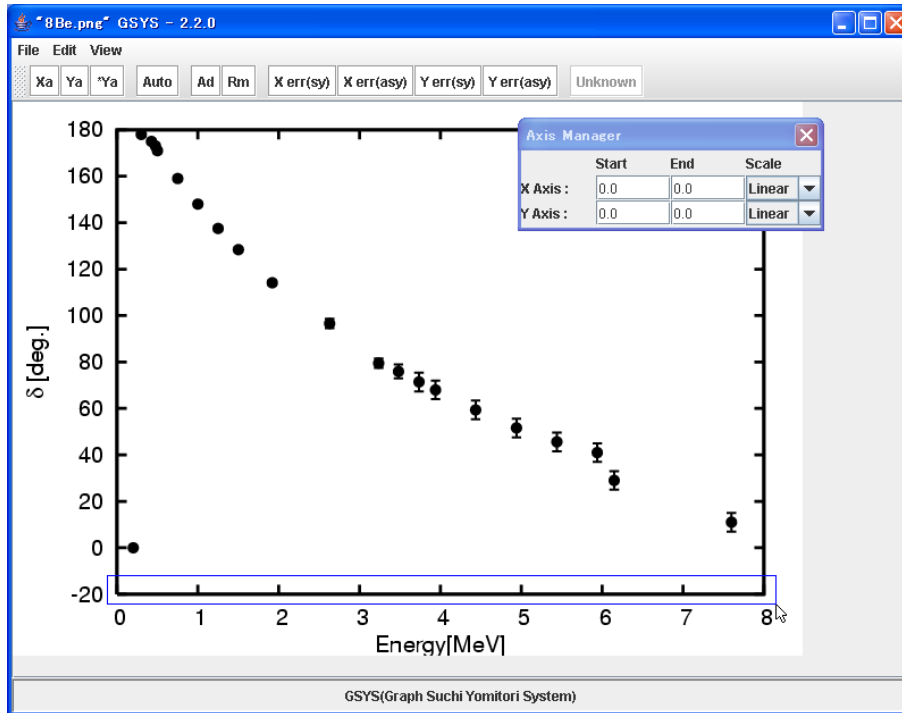 "8Be.png" GSYS - 2.2.0
File Edit View
Xa Ya "Ya Auto Ad Rm X err(sy) X err(asy) Y err(sy) Y err(asy) Unknown
Axis Manager
Start End Scale
X Axis : 0.0 0.0 Linear
Y Axis : 0.0 0.0 Linear
180
160
140
120
100
80
60
40
20
0
-20
δ [deg.]
0 1 2 3 4 5 6 7 8
Energy[MeV]
GSYS(Graph Suchi Yomitori System)